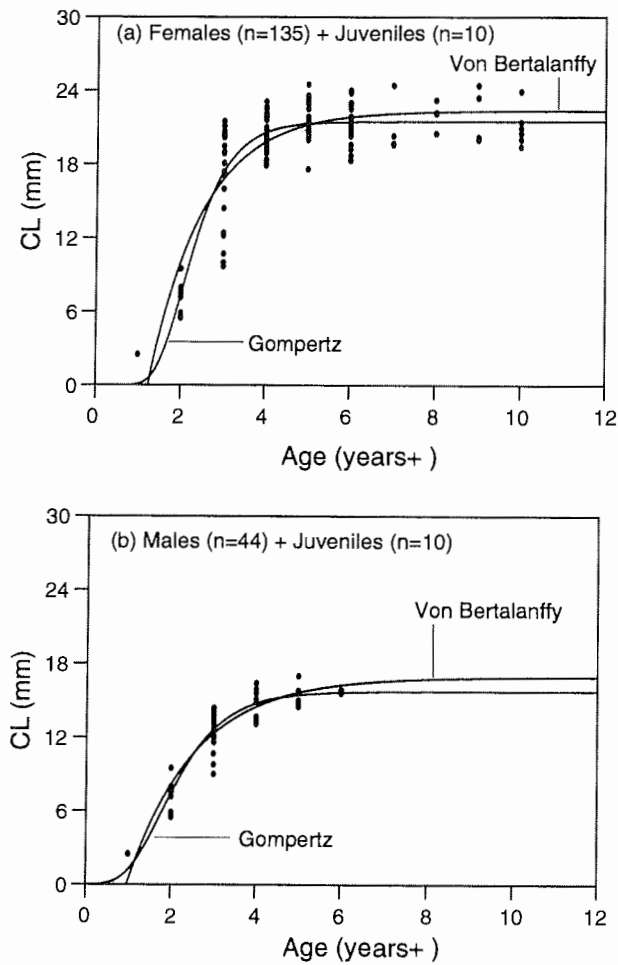 (a) Females (n=135) + Juveniles (n=10)
Von Bertalanffy
Gompertz
CL (mm)
30
24
18
12
6
0
0 2 4 6 8 10 12
Age (years+ )
(b) Males (n=44) + Juveniles (n=10)
Von Bertalanffy
Gompertz
CL (mm)
30
24
18
12
6
0
0 2 4 6 8 10 12
Age (years+ )